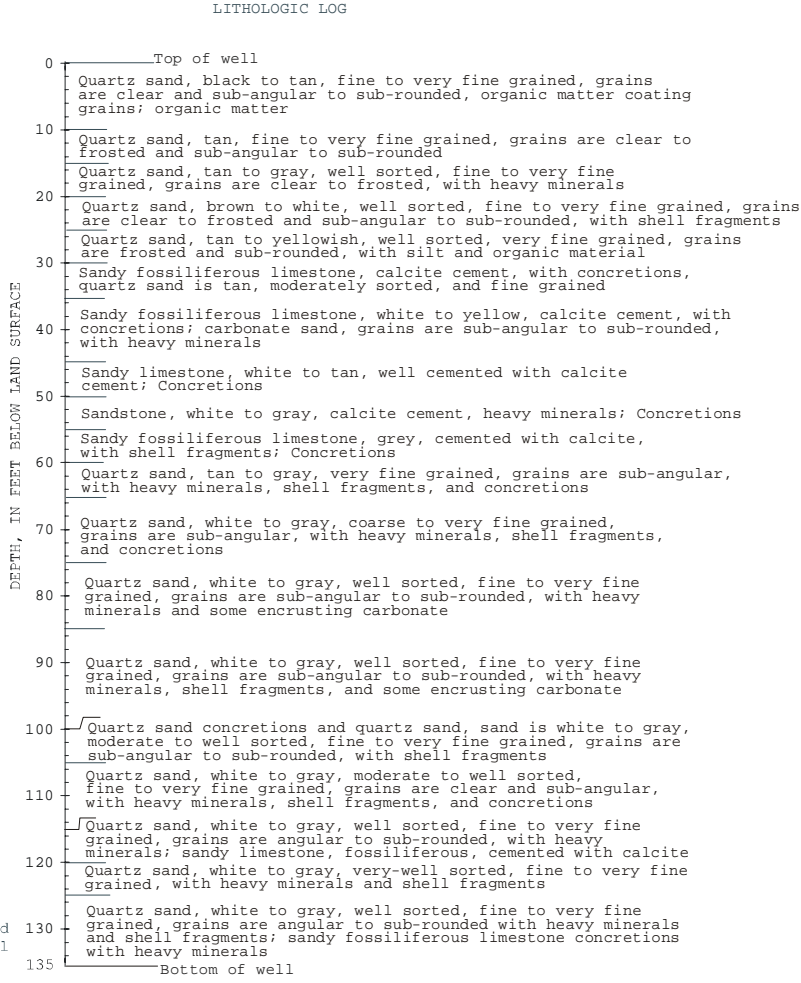 LITHOLOGIC LOG
0
Top of well
Quartz sand, black to tan, fine to very fine grained, grains
are clear and sub-angular to sub-rounded, organic matter coating
grains; organic matter
10
Quartz sand, tan, fine to very fine grained, grains are clear to
frosted and sub-angular to sub-rounded
Quartz sand, tan to gray, well sorted, fine to very fine
grained, grains are clear to frosted, with heavy minerals
20
Quartz sand, brown to white, well sorted, fine to very fine grained, grains
are clear to frosted and sub-angular to sub-rounded, with shell fragments
Quartz sand, tan to yellowish, well sorted, very fine grained, grains
are frosted and sub-rounded, with silt and organic material
30
Sandy fossiliferous limestone, calcite cement, with concretions,
quartz sand is tan, moderately sorted, and fine grained
Sandy fossiliferous limestone, white to yellow, calcite cement, with
concretions; carbonate sand, grains are sub-angular to sub-rounded,
with heavy minerals
40
Sandy limestone, white to tan, well cemented with calcite
cement; Concretions
50
Sandstone, white to gray, calcite cement, heavy minerals; Concretions
Sandy fossiliferous limestone, grey, cemented with calcite,
with shell fragments; Concretions
60
Quartz sand, tan to gray, very fine grained, grains are sub-angular,
with heavy minerals, shell fragments, and concretions
70
Quartz sand, white to gray, coarse to very fine grained,
grains are sub-angular, with heavy minerals, shell fragments,
and concretions
80
Quartz sand, white to gray, well sorted, fine to very fine
grained, grains are sub-angular to sub-rounded, with heavy
minerals and some encrusting carbonate
90
Quartz sand, white to gray, well sorted, fine to very fine
grained, grains are sub-angular to sub-rounded, with heavy
minerals, shell fragments, and some encrusting carbonate
100
Quartz sand concretions and quartz sand, sand is white to gray,
moderate to well sorted, fine to very fine grained, grains are
sub-angular to sub-rounded, with shell fragments
Quartz sand, white to gray, moderate to well sorted,
fine to very fine grained, grains are clear and sub-angular,
with heavy minerals, shell fragments, and concretions
110
Quartz sand, white to gray, well sorted, fine to very fine
grained, grains are angular to sub-rounded, with heavy
minerals; sandy limestone, fossiliferous, cemented with calcite
120
Quartz sand, white to gray, very-well sorted, fine to very fine
grained, with heavy minerals and shell fragments
Quartz sand, white to gray, well sorted, fine to very fine
grained, grains are angular to sub-rounded with heavy minerals
and shell fragments; sandy fossiliferous limestone concretions
with heavy minerals
130
135
Bottom of well
DEPTH, IN FEET BELOW LAND SURFACE
d
l